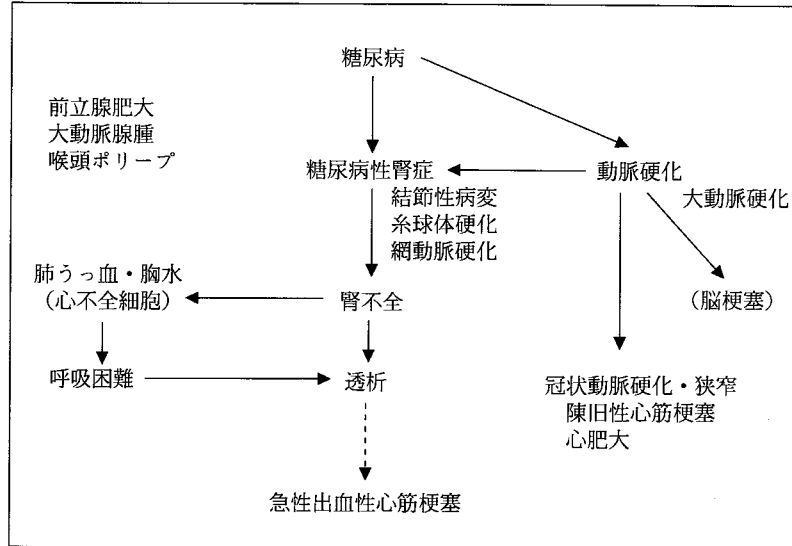 糖尿病
前立腺肥大
大動脈腺腫
喉頭ポリープ
糖尿病性腎症
動脈硬化
結節性病変
糸球体硬化
網動脈硬化
大動脈硬化
肺うっ血・胸水
（心不全細胞）
腎不全
（脳梗塞）
呼吸困難
透析
冠状動脈硬化・狭窄
陳旧性心筋梗塞
心肥大
急性出血性心筋梗塞